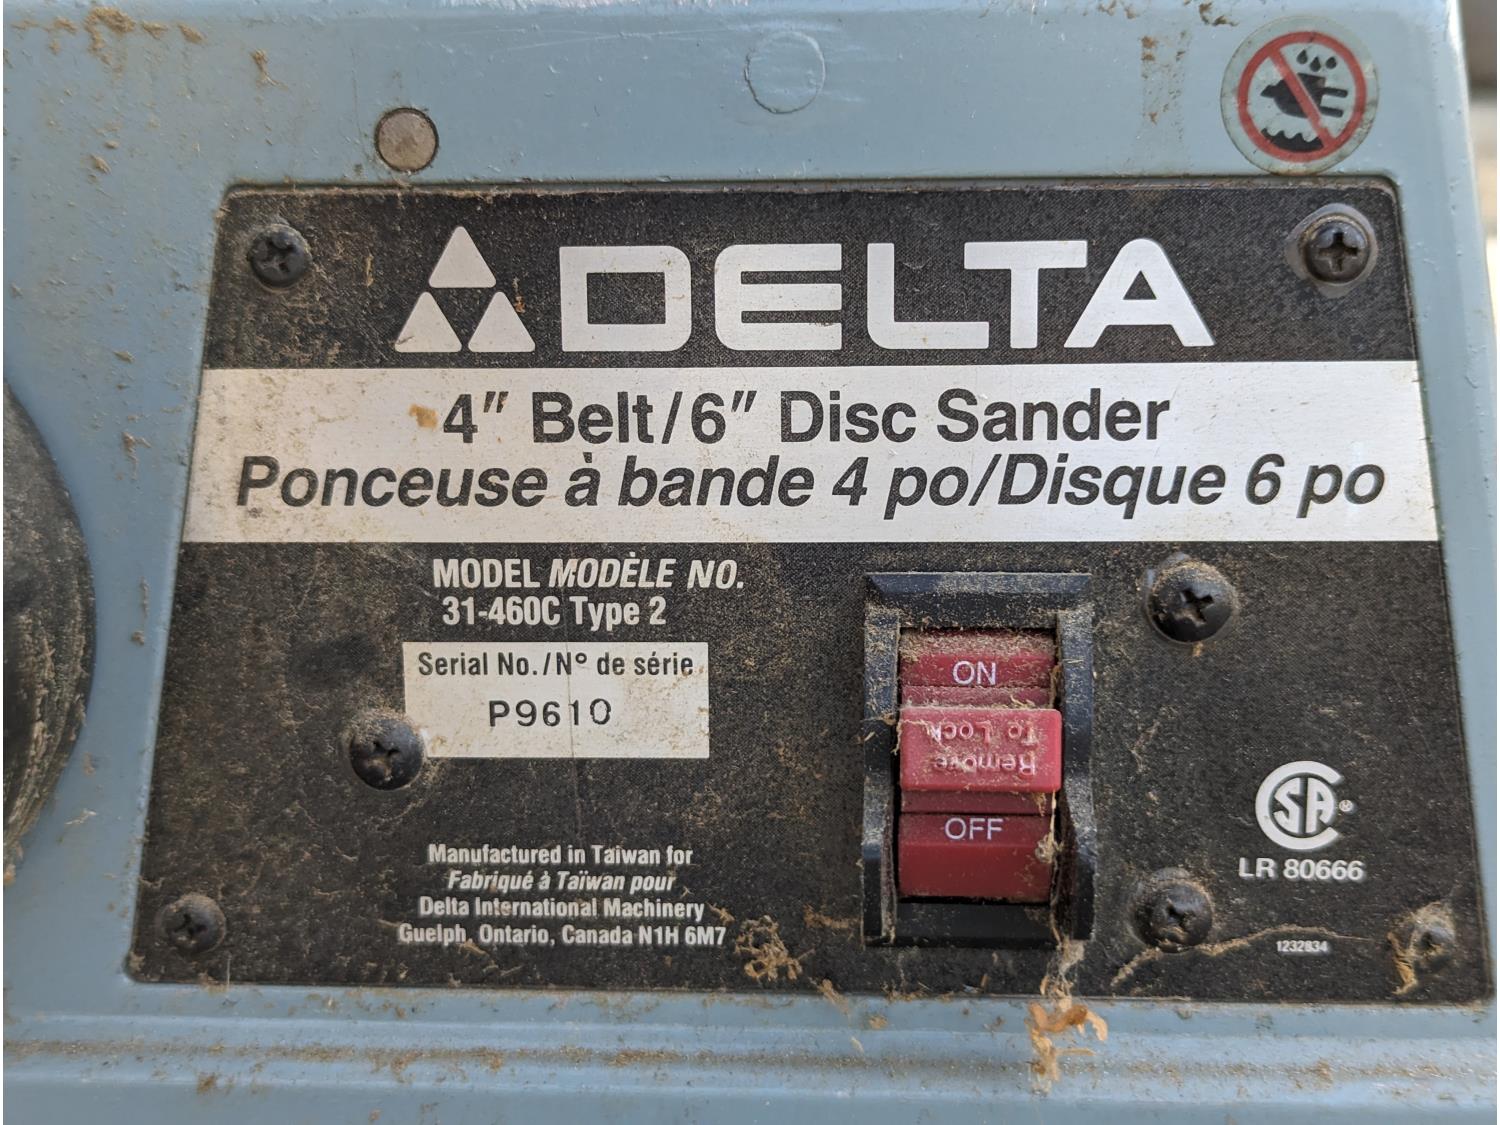 DELTA
4" Belt/6" Disc Sander
Ponceuse à bande 4 po/Disque 6 po
MODEL MODÈLE NO.
31-460C Type 2
Serial No./N° de série
P9610
ON
Remove
To Lock
OFF
Manufactured in Taiwan for
Fabriqué à Taïwan pour
Delta International Machinery
Guelph, Ontario, Canada N1H 6M7
CSA®
LR 80666
1232834